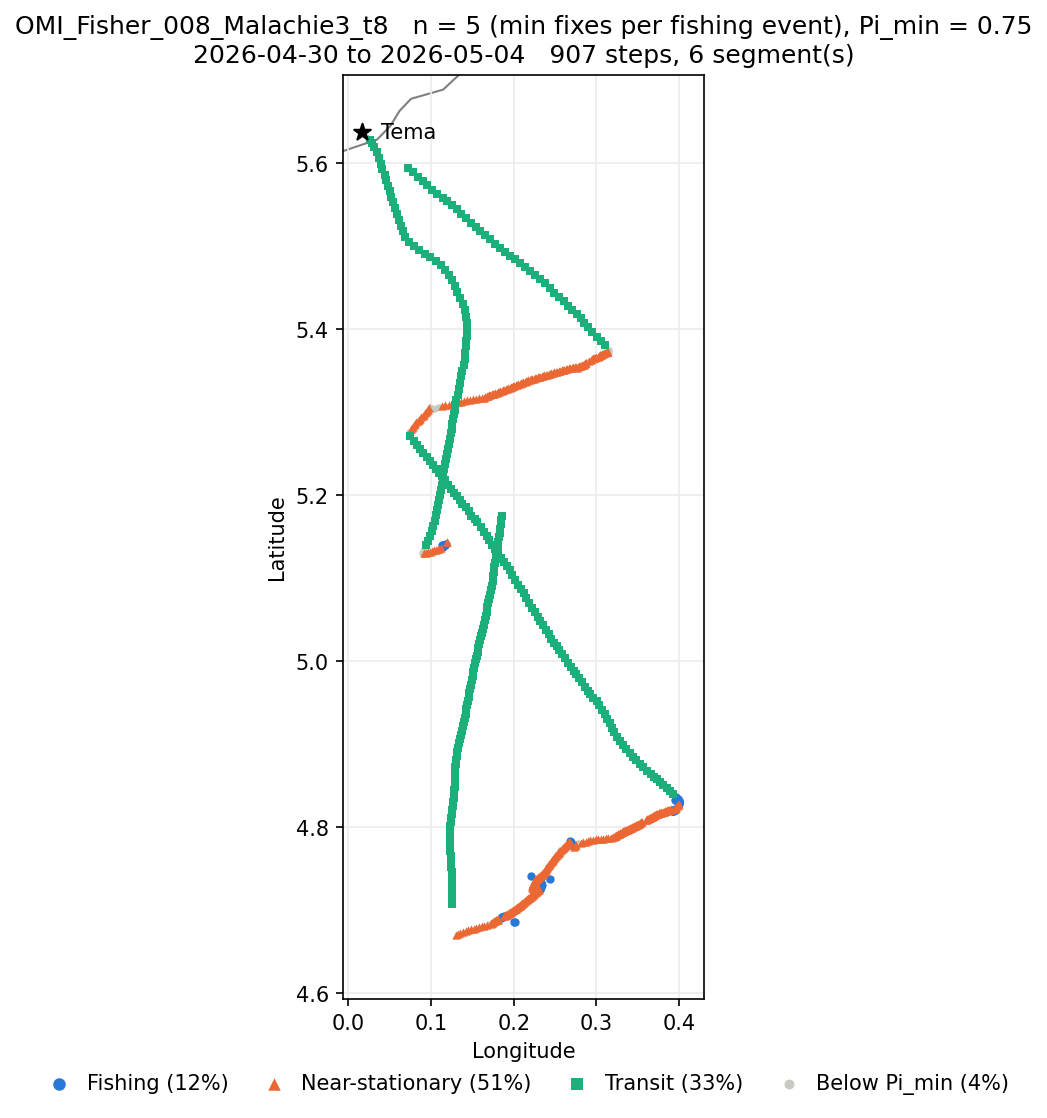 OMI_Fisher_008_Malachie3_t8   n = 5 (min fixes per fishing event), Pi_min = 0.75
2026-04-30 to 2026-05-04   907 steps, 6 segment(s)
Tema
5.6
5.4
5.2
5.0
4.8
4.6
Latitude
0.0 0.1 0.2 0.3 0.4
Longitude
Fishing (12%) Near-stationary (51%) Transit (33%) Below Pi_min (4%)